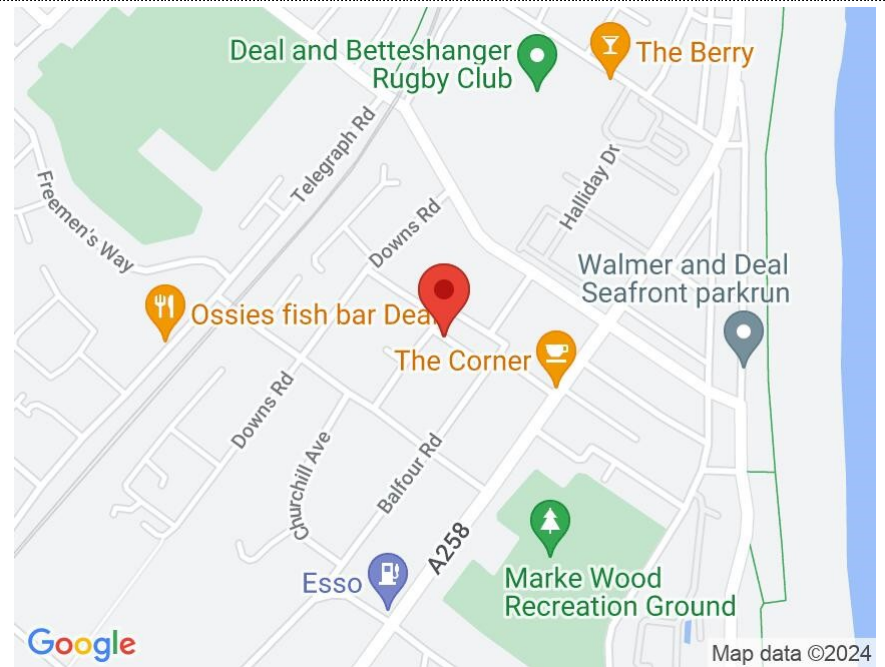 Deal and Betteshanger
Rugby Club
The Berry
Telegraph Rd
Halliday Dr
Freemen's Way
Downs Rd
Walmer and Deal
Seafront parkrun
Ossies fish bar Deal
The Corner
Downs Rd
Churchill Ave
Balfour Rd
A258
Esso
Marke Wood
Recreation Ground
Google
Map data ©2024